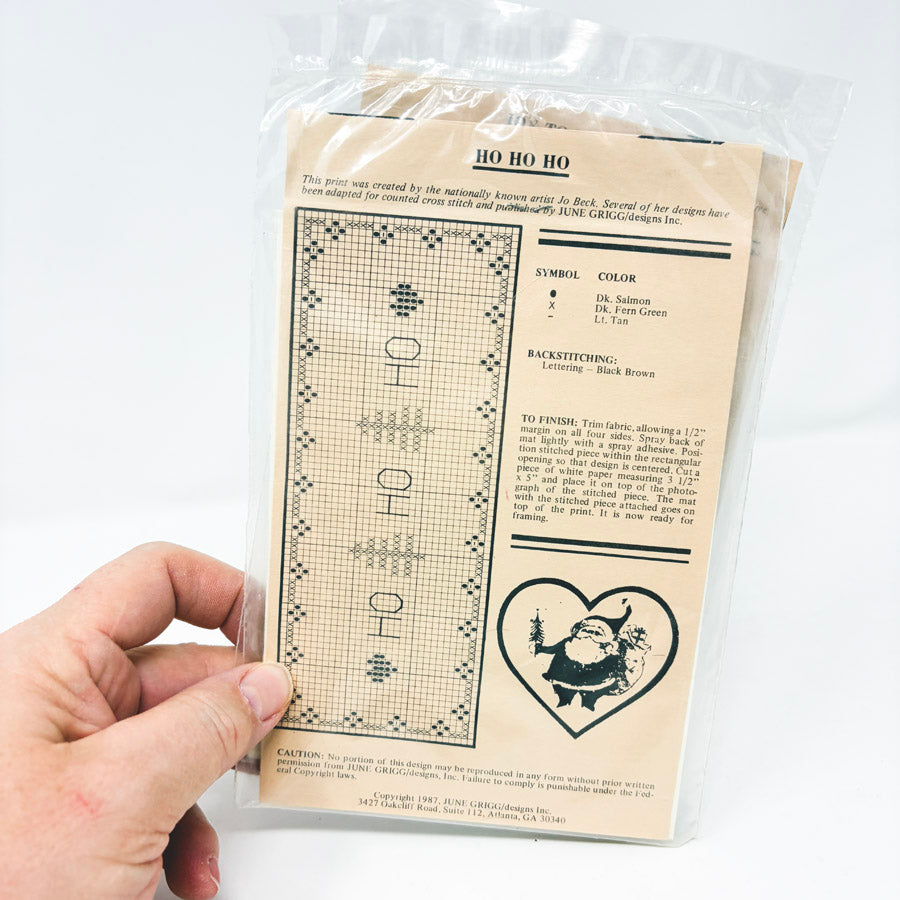 HO HO HO
This print was created by the nationally known artist Jo Beck. Several of her designs have
been adapted for counted cross stitch and published by JUNE GRIGG/designs Inc.
HO
HO
HO
SYMBOL COLOR
● Dk. Salmon
X Dk. Fern Green
– Lt. Tan
BACKSTITCHING:
Lettering – Black Brown
TO FINISH: Trim fabric, allowing a 1/2”
margin on all four sides. Spray back of
mat lightly with a spray adhesive. Posi-
tion stitched piece within the rectangular
opening so that design is centered. Cut a
piece of white paper measuring 3 1/2”
x 5” and place it on top of the photo-
graph of the stitched piece. The mat
with the stitched piece attached goes on
top of the print. It is now ready for
framing.
CAUTION: No portion of this design may be reproduced in any form without prior written
permission from JUNE GRIGG/designs, Inc. Failure to comply is punishable under the Fed-
eral Copyright laws.
Copyright 1987, JUNE GRIGG/designs Inc.
3427 Oakcliff Road, Suite 112, Atlanta, GA 30340